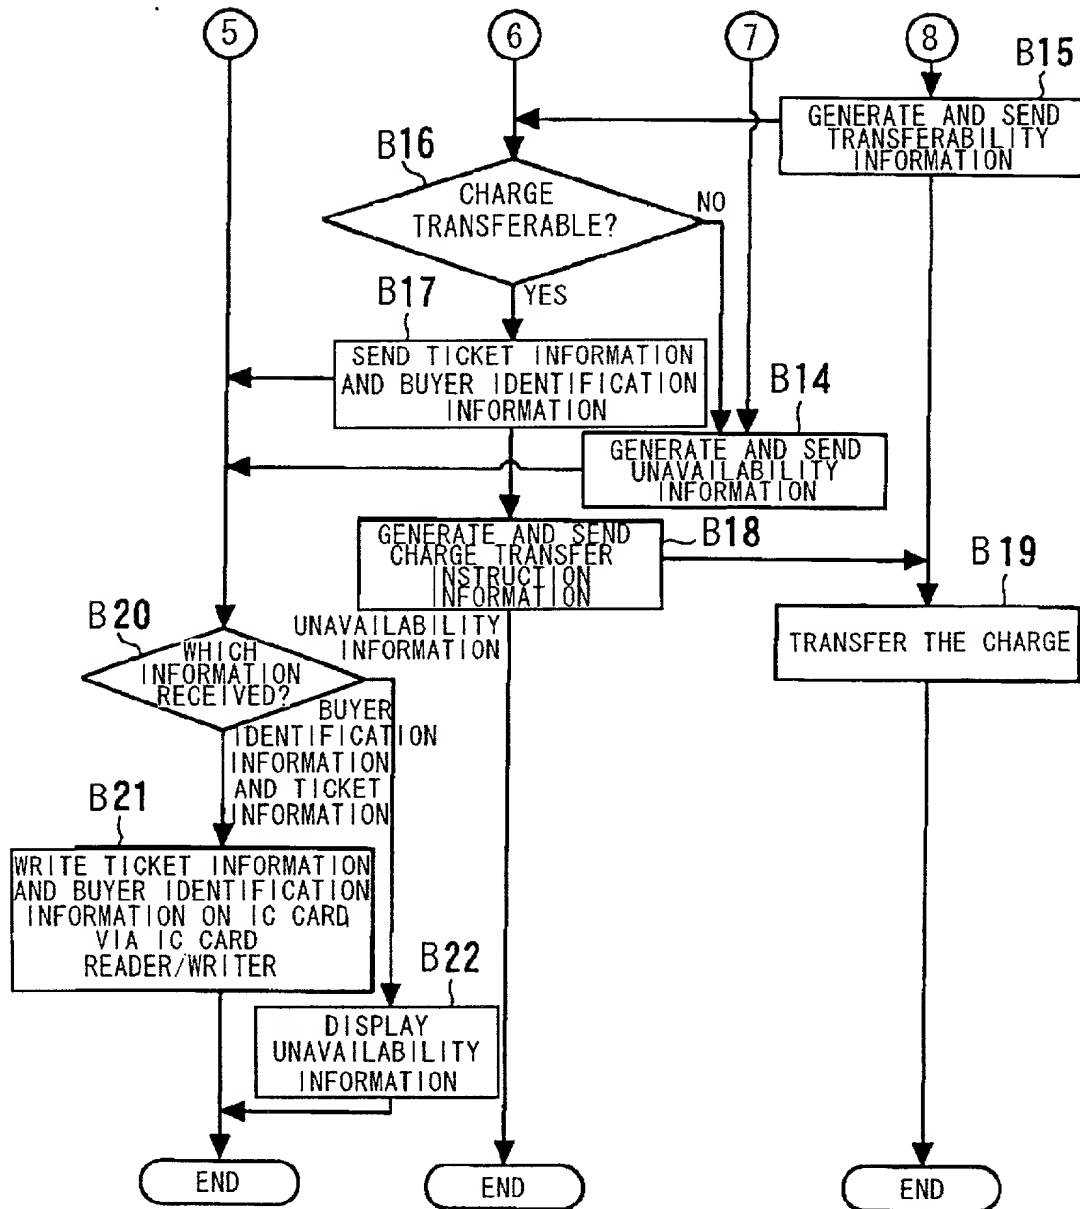 5
6
7
8
B15
GENERATE AND SEND
TRANSFERABILITY
INFORMATION
B16
CHARGE
TRANSFERABLE?
NO
YES
B17
SEND TICKET INFORMATION
AND BUYER IDENTIFICATION
INFORMATION
B14
GENERATE AND SEND
UNAVAILABILITY
INFORMATION
GENERATE AND SEND
CHARGE TRANSFER
INSTRUCTION
INFORMATION
B18
B19
TRANSFER THE CHARGE
B20
WHICH
INFORMATION
RECEIVED?
UNAVAILABILITY
INFORMATION
BUYER
IDENTIFICATION
INFORMATION
AND TICKET
INFORMATION
B21
WRITE TICKET INFORMATION
AND BUYER IDENTIFICATION
INFORMATION ON IC CARD
VIA IC CARD
READER/WRITER
B22
DISPLAY
UNAVAILABILITY
INFORMATION
END
END
END